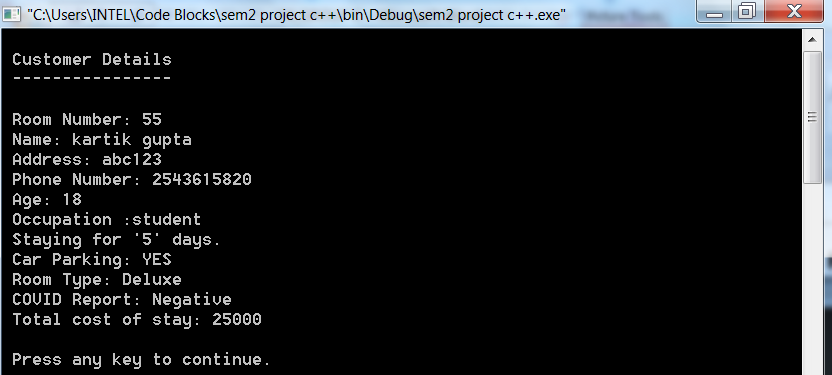 "C:\Users\INTEL\Code Blocks\sem2 project c++\bin\Debug\sem2 project c++.exe"
Customer Details
----------------
Room Number: 55
Name: kartik gupta
Address: abc123
Phone Number: 2543615820
Age: 18
Occupation :student
Staying for '5' days.
Car Parking: YES
Room Type: Deluxe
COVID Report: Negative
Total cost of stay: 25000
Press any key to continue.